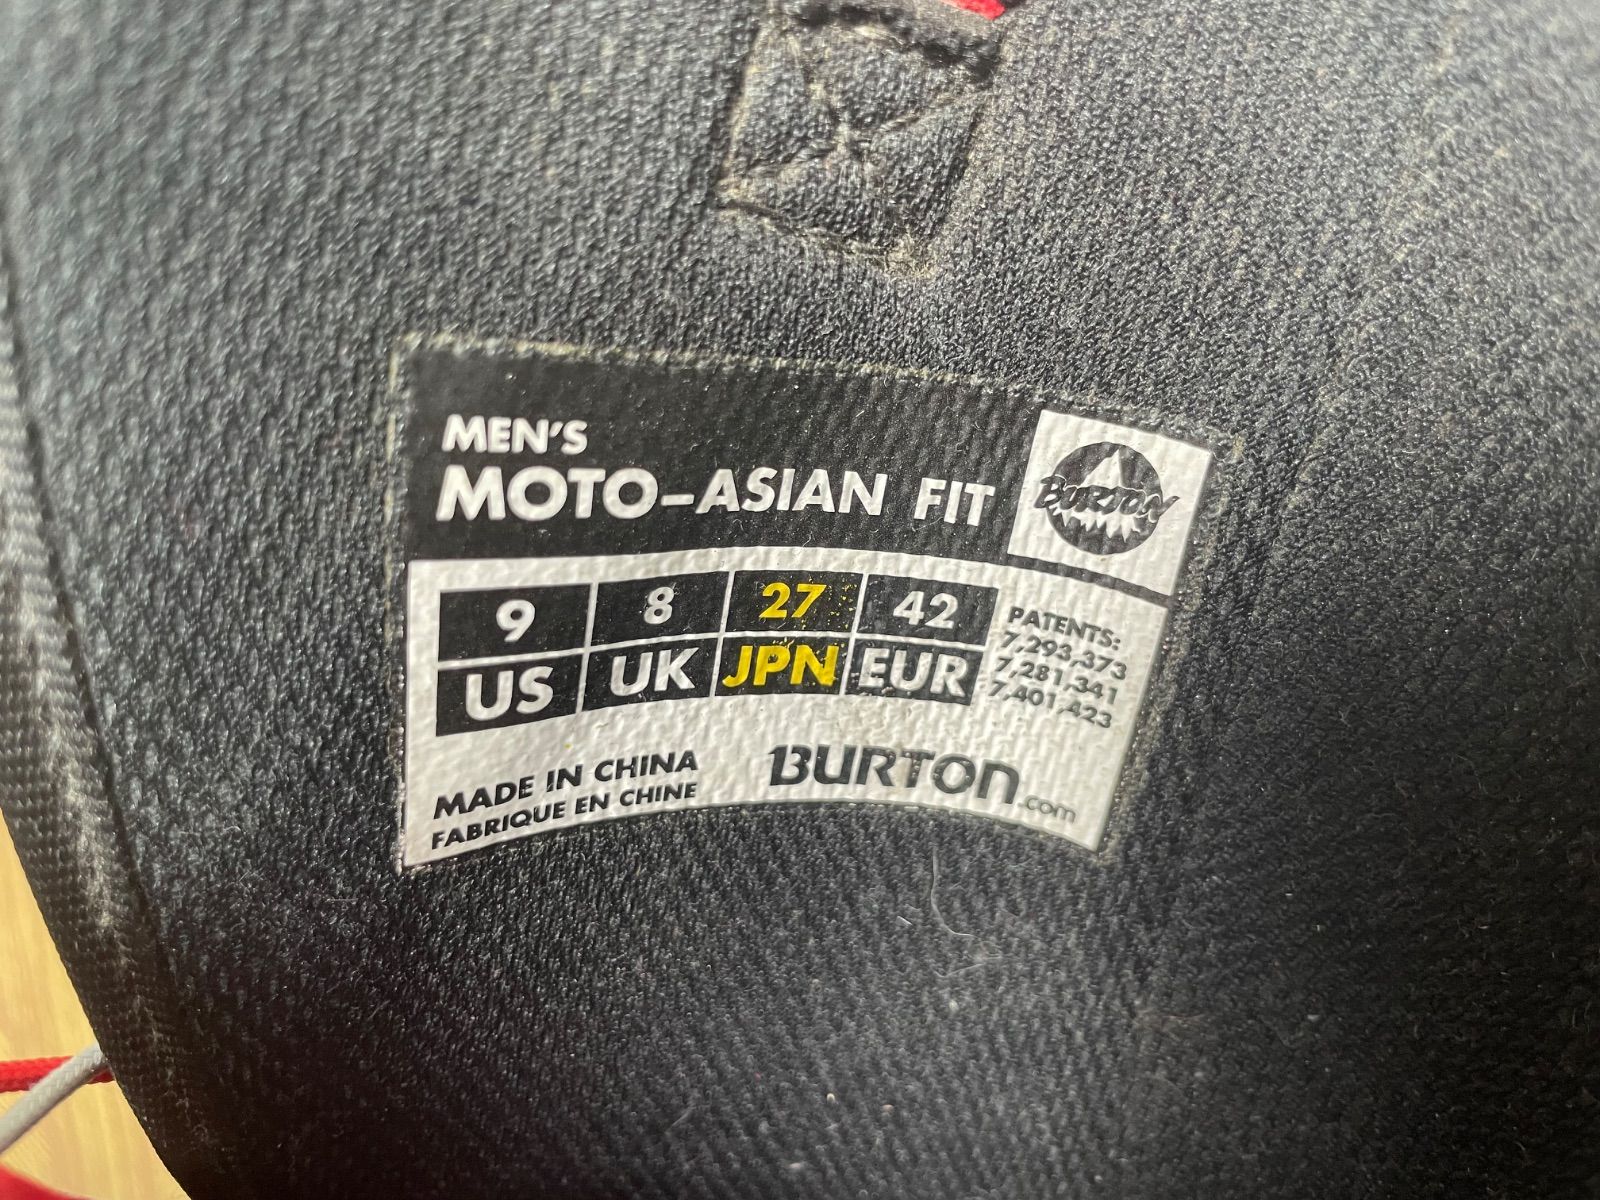 MEN'S
MOTO-ASIAN FIT
BURTON
9 8 27 42
US UK JPN EUR
PATENTS:
7,293,373
7,281,341
7,401,423
MADE IN CHINA
FABRIQUE EN CHINE
BURTON.com